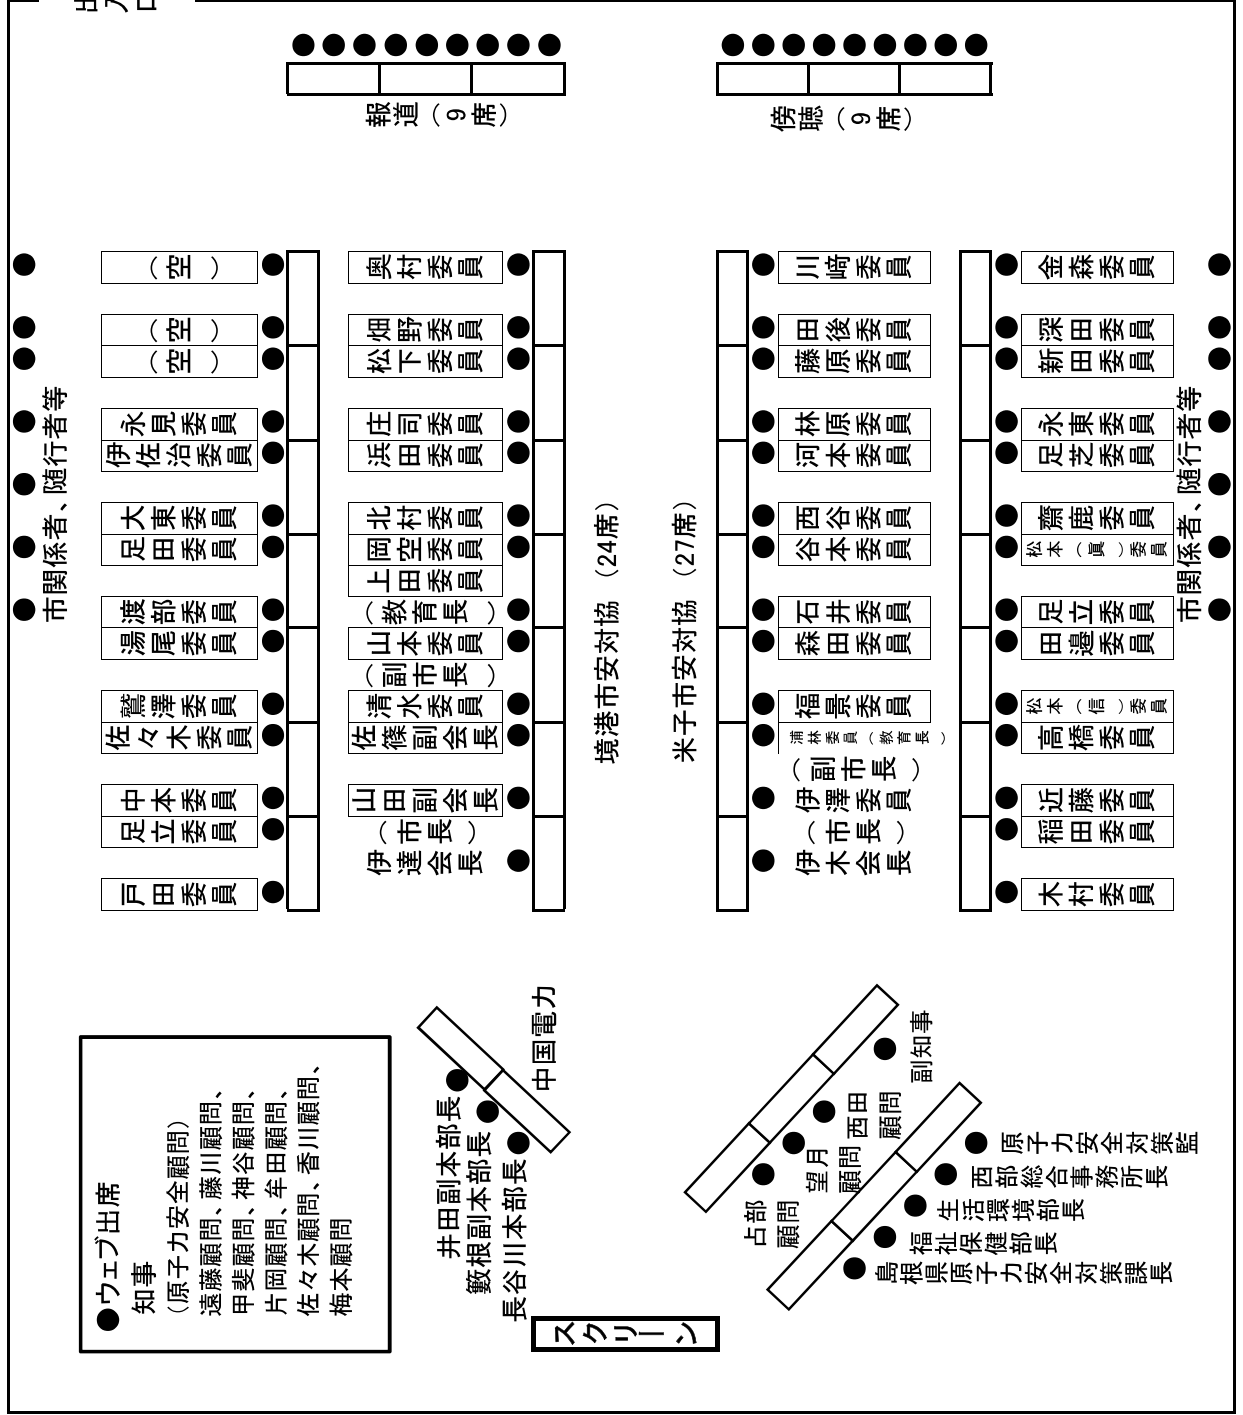 出入口
報道（9席）
傍聴（9席）
市関係者、随行者等
（空）
（空）
（空）
永見委員
伊佐治委員
大東委員
足田委員
渡部委員
湯尾委員
鷲澤委員
佐々木委員
中本委員
足立委員
戸田委員
奥村委員
畑野委員
松下委員
庄司委員
浜田委員
北村委員
岡空委員
上田委員
（教育長）
山本委員
（副市長）
清水委員
佐篠副会長
山田副会長
（市長）
伊達会長
境港市安対協（24席）
米子市安対協（27席）
川﨑委員
田後委員
藤原委員
林原委員
河本委員
西谷委員
谷本委員
石井委員
森田委員
福景委員
浦林委員（教育長）
（副市長）
伊澤委員
（市長）
伊木会長
金森委員
深田委員
新田委員
永東委員
足芝委員
齋鹿委員
松本（眞）委員
足立委員
田邉委員
松本（信）委員
高橋委員
近藤委員
稲田委員
木村委員
市関係者、随行者等
●ウェブ出席
知事
（原子力安全顧問）
遠藤顧問、藤川顧問、
甲斐顧問、神谷顧問、
片岡顧問、牟田顧問、
佐々木顧問、香川顧問、
梅本顧問
中国電力
井田副本部長
籔根副本部長
長谷川本部長
スクリーン
副知事
西田
顧問
望月
顧問
占部
顧問
原子力安全対策監
西部総合事務所長
生活環境部長
福祉保健部長
島根県原子力安全対策課長